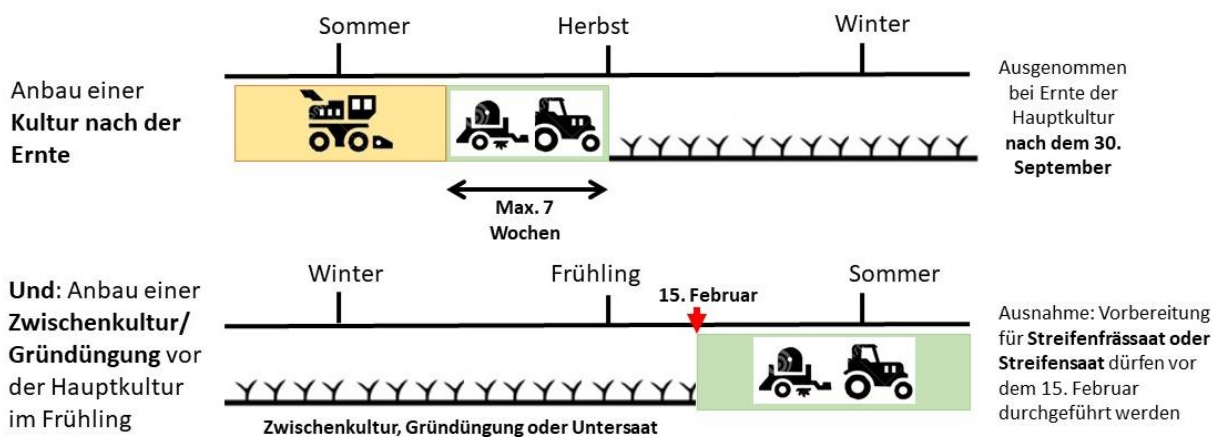 Sommer
Herbst
Winter
Anbau einer
Kultur nach der
Ernte
Max. 7
Wochen
Ausgenommen
bei Ernte der
Hauptkultur
nach dem 30.
September
Winter
Frühling
15. Februar
Sommer
Und: Anbau einer
Zwischenkultur/
Gründüngung vor
der Hauptkultur
im Frühling
Zwischenkultur, Gründüngung oder Untersaat
Ausnahme: Vorbereitung
für Streifenfrässaat oder
Streifensaat dürfen vor
dem 15. Februar
durchgeführt werden